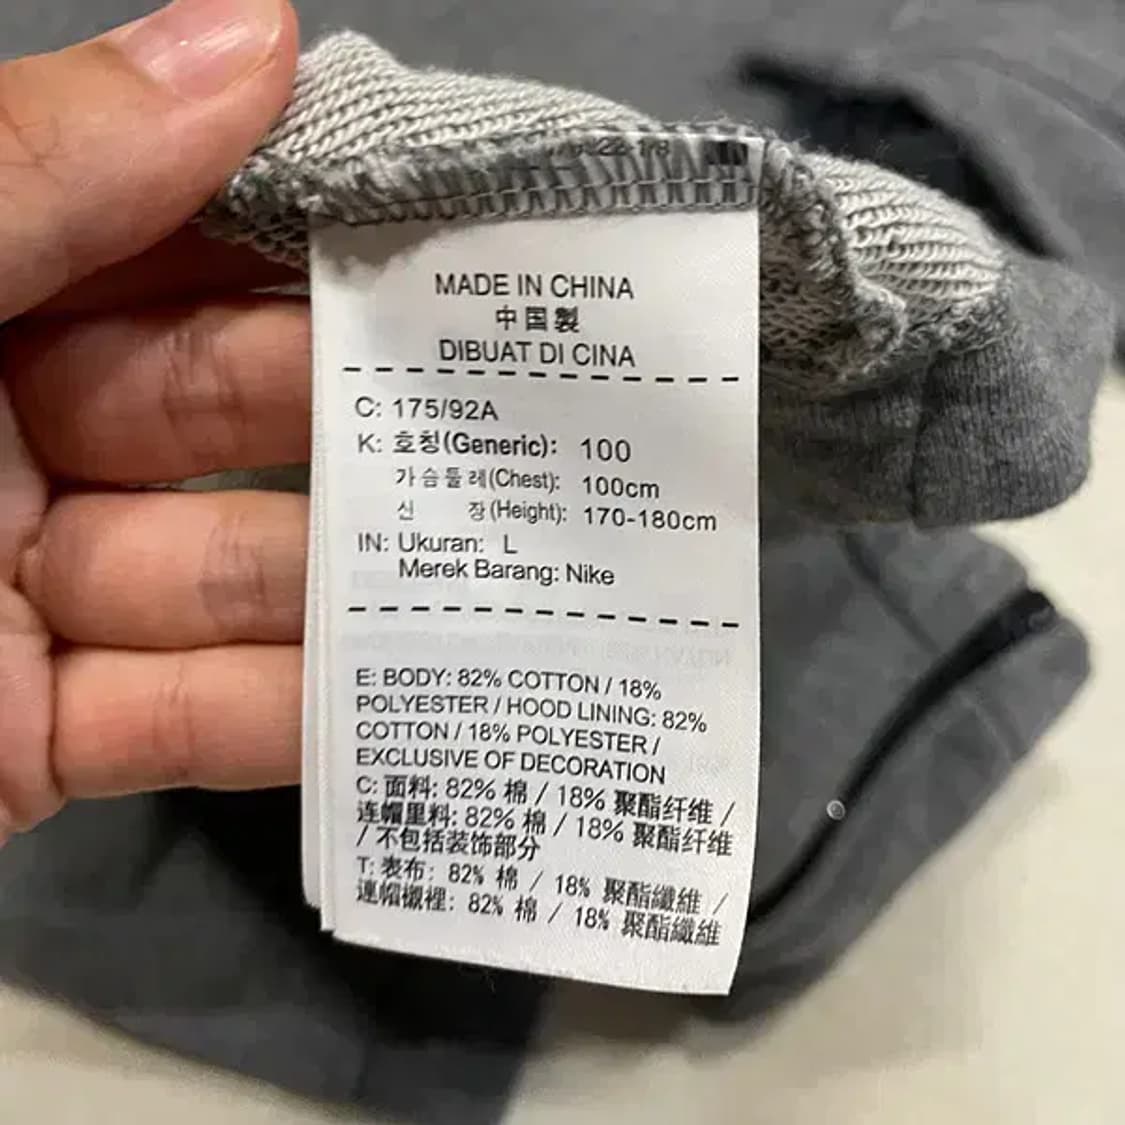 MADE IN CHINA
中国製
DIBUAT DI CINA
C: 175/92A
K: 호칭(Generic): 100
가슴둘레(Chest): 100cm
신 장(Height): 170-180cm
IN: Ukuran: L
Merek Barang: Nike
E: BODY: 82% COTTON / 18%
POLYESTER / HOOD LINING: 82%
COTTON / 18% POLYESTER /
EXCLUSIVE OF DECORATION
C: 面料: 82% 棉 / 18% 聚酯纤维 /
连帽里料: 82% 棉 / 18% 聚酯纤维
/ 不包括装饰部分
T: 表布: 82% 棉 / 18% 聚酯纖維 /
連帽襯裡: 82% 棉 / 18% 聚酯纖維